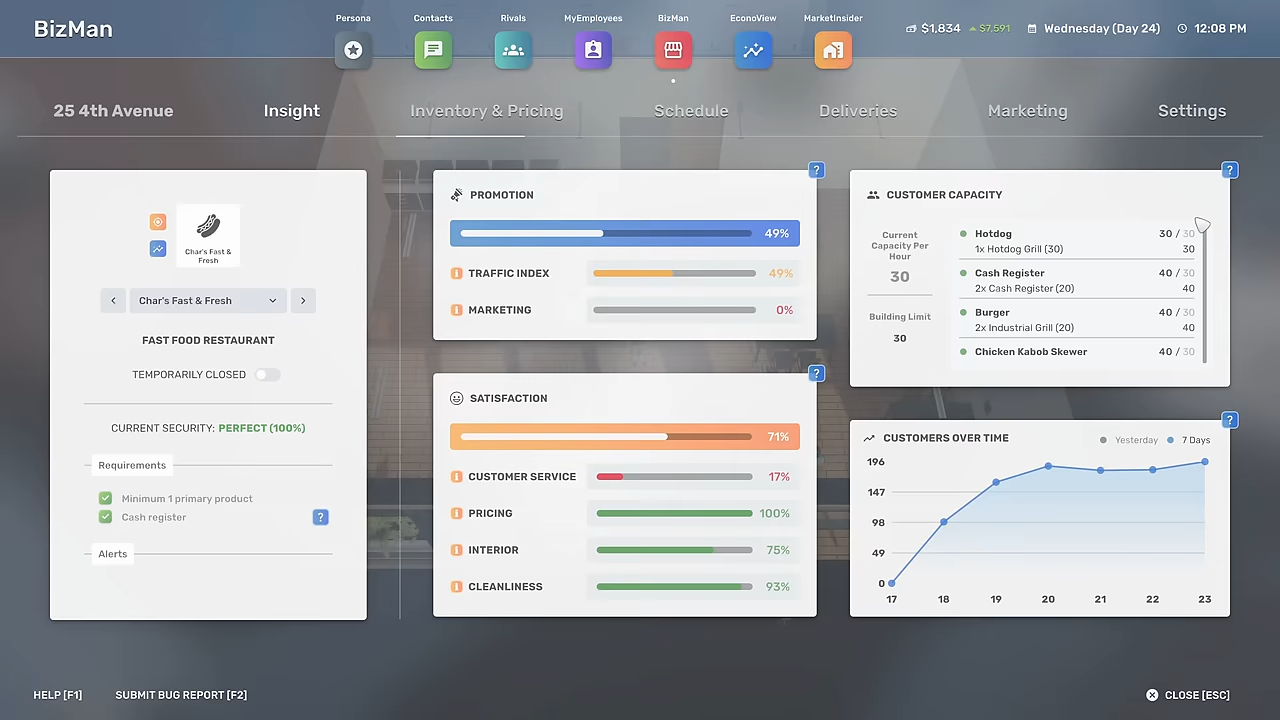 BizMan
Persona
Contacts
Rivals
MyEmployees
BizMan
EconoView
MarketInsider
$1,834
$7,591
Wednesday (Day 24)
12:08 PM
25 4th Avenue
Insight
Inventory & Pricing
Schedule
Deliveries
Marketing
Settings
Char's Fast &
Fresh
Char's Fast & Fresh
FAST FOOD RESTAURANT
TEMPORARILY CLOSED
CURRENT SECURITY: PERFECT (100%)
Requirements
Minimum 1 primary product
Cash register
?
Alerts
?
PROMOTION
49%
TRAFFIC INDEX
49%
MARKETING
0%
?
SATISFACTION
71%
CUSTOMER SERVICE
17%
PRICING
100%
INTERIOR
75%
CLEANLINESS
93%
?
CUSTOMER CAPACITY
Current
Capacity Per
Hour
30
Building Limit
30
Hotdog 30 / 30
1x Hotdog Grill (30) 30
Cash Register 40 / 30
2x Cash Register (20) 40
Burger 40 / 30
2x Industrial Grill (20) 40
Chicken Kabob Skewer 40 / 30
?
CUSTOMERS OVER TIME
Yesterday
7 Days
196
147
98
49
0
17 18 19 20 21 22 23
HELP [F1]
SUBMIT BUG REPORT [F2]
CLOSE [ESC]